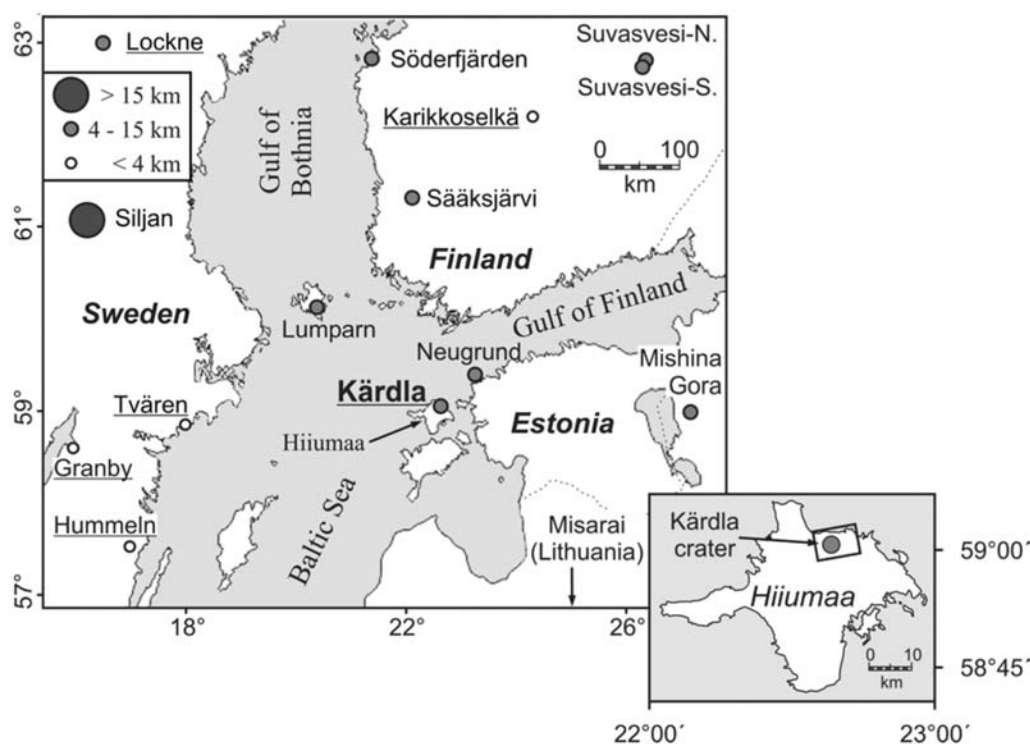 63°
61°
59°
57°
18°
22°
26°
Lockne
> 15 km
4 - 15 km
< 4 km
Siljan
Sweden
Tvären
Granby
Hummeln
Gulf of
Bothnia
Söderfjärden
Suvasvesi-N.
Suvasvesi-S.
Karikkoselkä
0 100
km
Sääksjärvi
Finland
Lumparn
Gulf of Finland
Neugrund
Mishina
Gora
Kärdla
Hiiumaa
Estonia
Baltic Sea
Misarai
(Lithuania)
Kärdla
crater
Hiiumaa
0 10
km
59°00´
58°45´
22°00´
23°00´